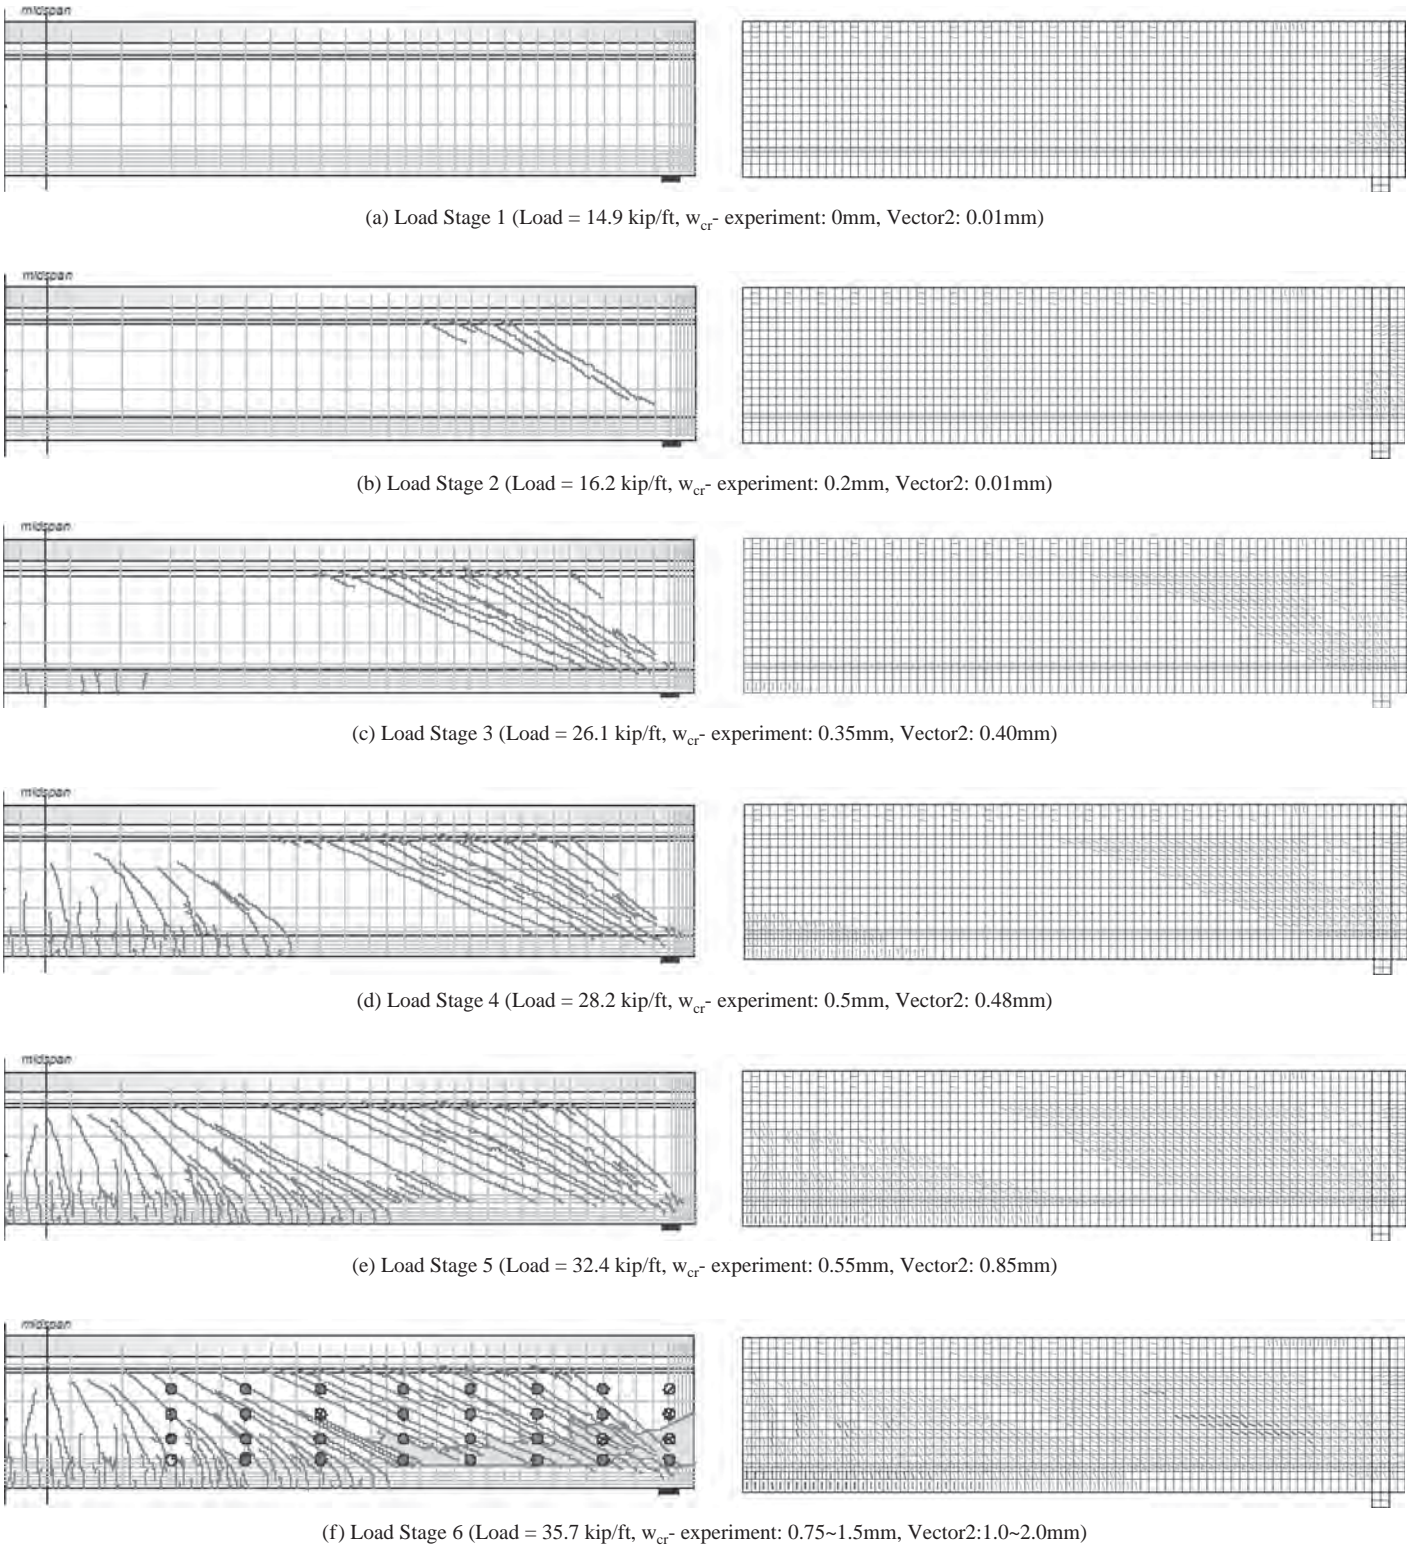 midspan
(a) Load Stage 1 (Load = 14.9 kip/ft, wcr- experiment: 0mm, Vector2: 0.01mm)
midspan
(b) Load Stage 2 (Load = 16.2 kip/ft, wcr- experiment: 0.2mm, Vector2: 0.01mm)
midspan
(c) Load Stage 3 (Load = 26.1 kip/ft, wcr- experiment: 0.35mm, Vector2: 0.40mm)
midspan
(d) Load Stage 4 (Load = 28.2 kip/ft, wcr- experiment: 0.5mm, Vector2: 0.48mm)
midspan
(e) Load Stage 5 (Load = 32.4 kip/ft, wcr- experiment: 0.55mm, Vector2: 0.85mm)
midspan
(f) Load Stage 6 (Load = 35.7 kip/ft, wcr- experiment: 0.75~1.5mm, Vector2:1.0~2.0mm)